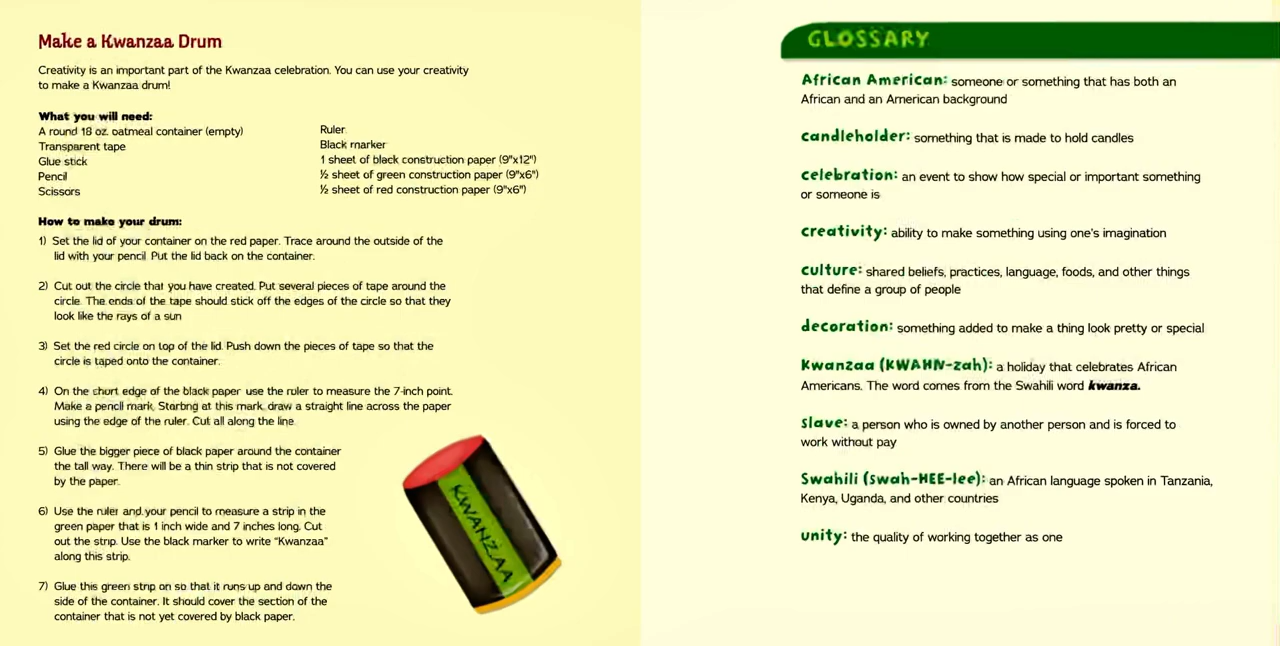 Make a Kwanzaa Drum
Creativity is an important part of the Kwanzaa celebration. You can use your creativity
to make a Kwanzaa drum!
What you will need:
A round 18 oz. oatmeal container (empty)
Transparent tape
Glue stick
Pencil
Scissors
Ruler
Black marker
1 sheet of black construction paper (9"x12")
½ sheet of green construction paper (9"x6")
½ sheet of red construction paper (9"x6")
How to make your drum:
1) Set the lid of your container on the red paper. Trace around the outside of the
lid with your pencil. Put the lid back on the container.
2) Cut out the circle that you have created. Put several pieces of tape around the
circle. The ends of the tape should stick off the edges of the circle so that they
look like the rays of a sun
3) Set the red circle on top of the lid. Push down the pieces of tape so that the
circle is taped onto the container.
4) On the short edge of the black paper use the ruler to measure the 7-inch point.
Make a pencil mark. Starting at this mark draw a straight line across the paper
using the edge of the ruler. Cut all along the line.
5) Glue the bigger piece of black paper around the container
the tall way. There will be a thin strip that is not covered
by the paper.
6) Use the ruler and your pencil to measure a strip in the
green paper that is 1 inch wide and 7 inches long. Cut
out the strip. Use the black marker to write "Kwanzaa"
along this strip.
7) Glue this green strip on so that it runs up and down the
side of the container. It should cover the section of the
container that is not yet covered by black paper.
KWANZAA
GLOSSARY
African American: someone or something that has both an
African and an American background
candleholder: something that is made to hold candles
celebration: an event to show how special or important something
or someone is
creativity: ability to make something using one's imagination
culture: shared beliefs, practices, language, foods, and other things
that define a group of people
decoration: something added to make a thing look pretty or special
Kwanzaa (KWAHN-zah): a holiday that celebrates African
Americans. The word comes from the Swahili word kwanza.
slave: a person who is owned by another person and is forced to
work without pay
Swahili (swah-HEE-lee): an African language spoken in Tanzania,
Kenya, Uganda, and other countries
unity: the quality of working together as one